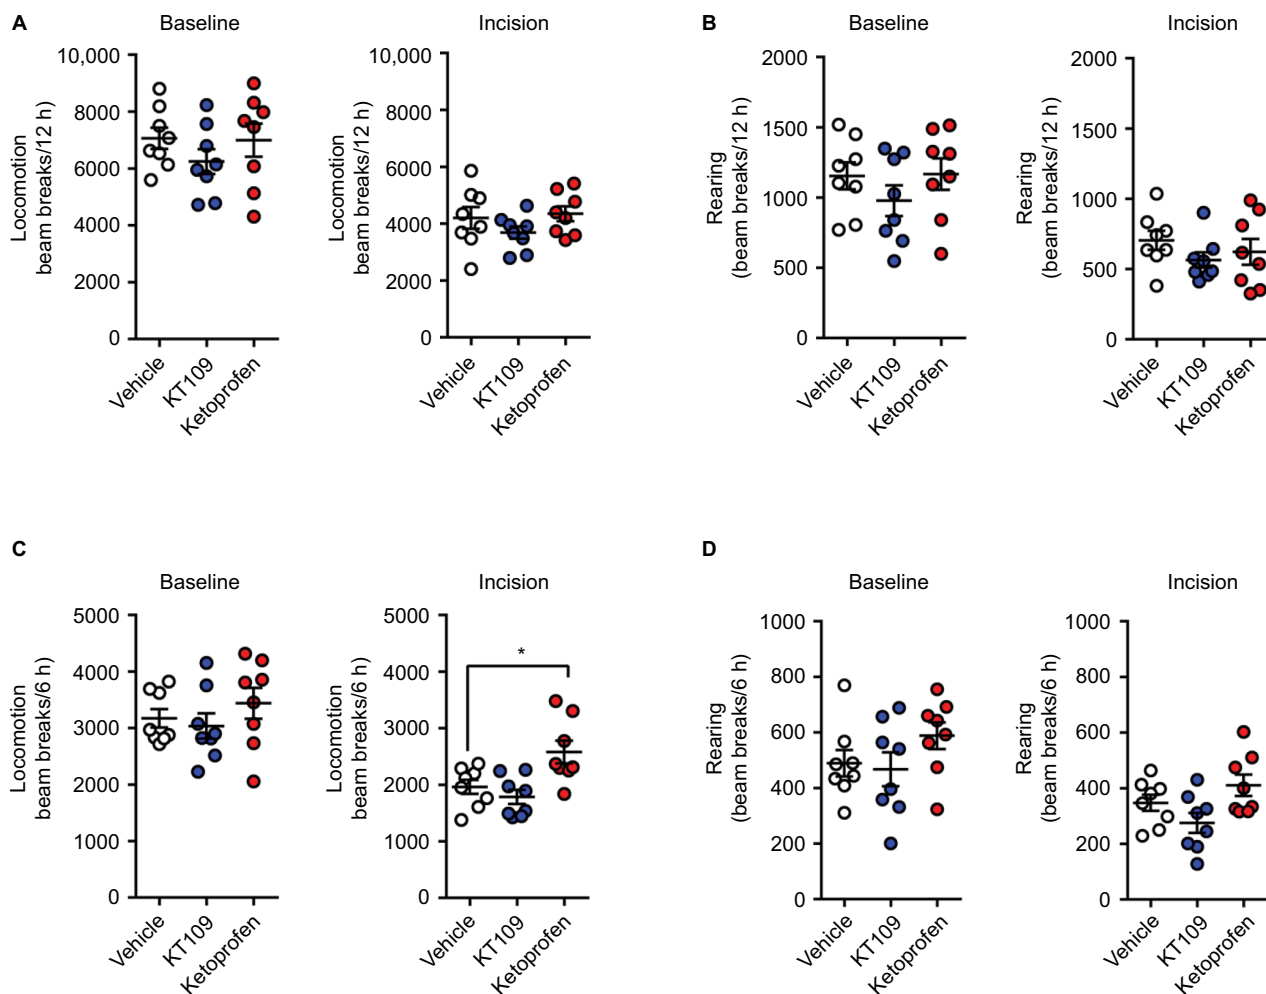 A
Baseline
Locomotion
beam breaks/12 h)
10,000
8000
6000
4000
2000
0
Vehicle
KT109
Ketoprofen
Incision
Locomotion
beam breaks/12 h)
10,000
8000
6000
4000
2000
0
Vehicle
KT109
Ketoprofen
B
Baseline
Rearing
(beam breaks/12 h)
2000
1500
1000
500
0
Vehicle
KT109
Ketoprofen
Incision
Rearing
(beam breaks/12 h)
2000
1500
1000
500
0
Vehicle
KT109
Ketoprofen
C
Baseline
Locomotion
beam breaks/6 h)
5000
4000
3000
2000
1000
0
Vehicle
KT109
Ketoprofen
Incision
Locomotion
beam breaks/6 h)
5000
4000
3000
2000
1000
0
*
Vehicle
KT109
Ketoprofen
D
Baseline
Rearing
(beam breaks/6 h)
1000
800
600
400
200
0
Vehicle
KT109
Ketoprofen
Incision
Rearing
(beam breaks/6 h)
1000
800
600
400
200
0
Vehicle
KT109
Ketoprofen